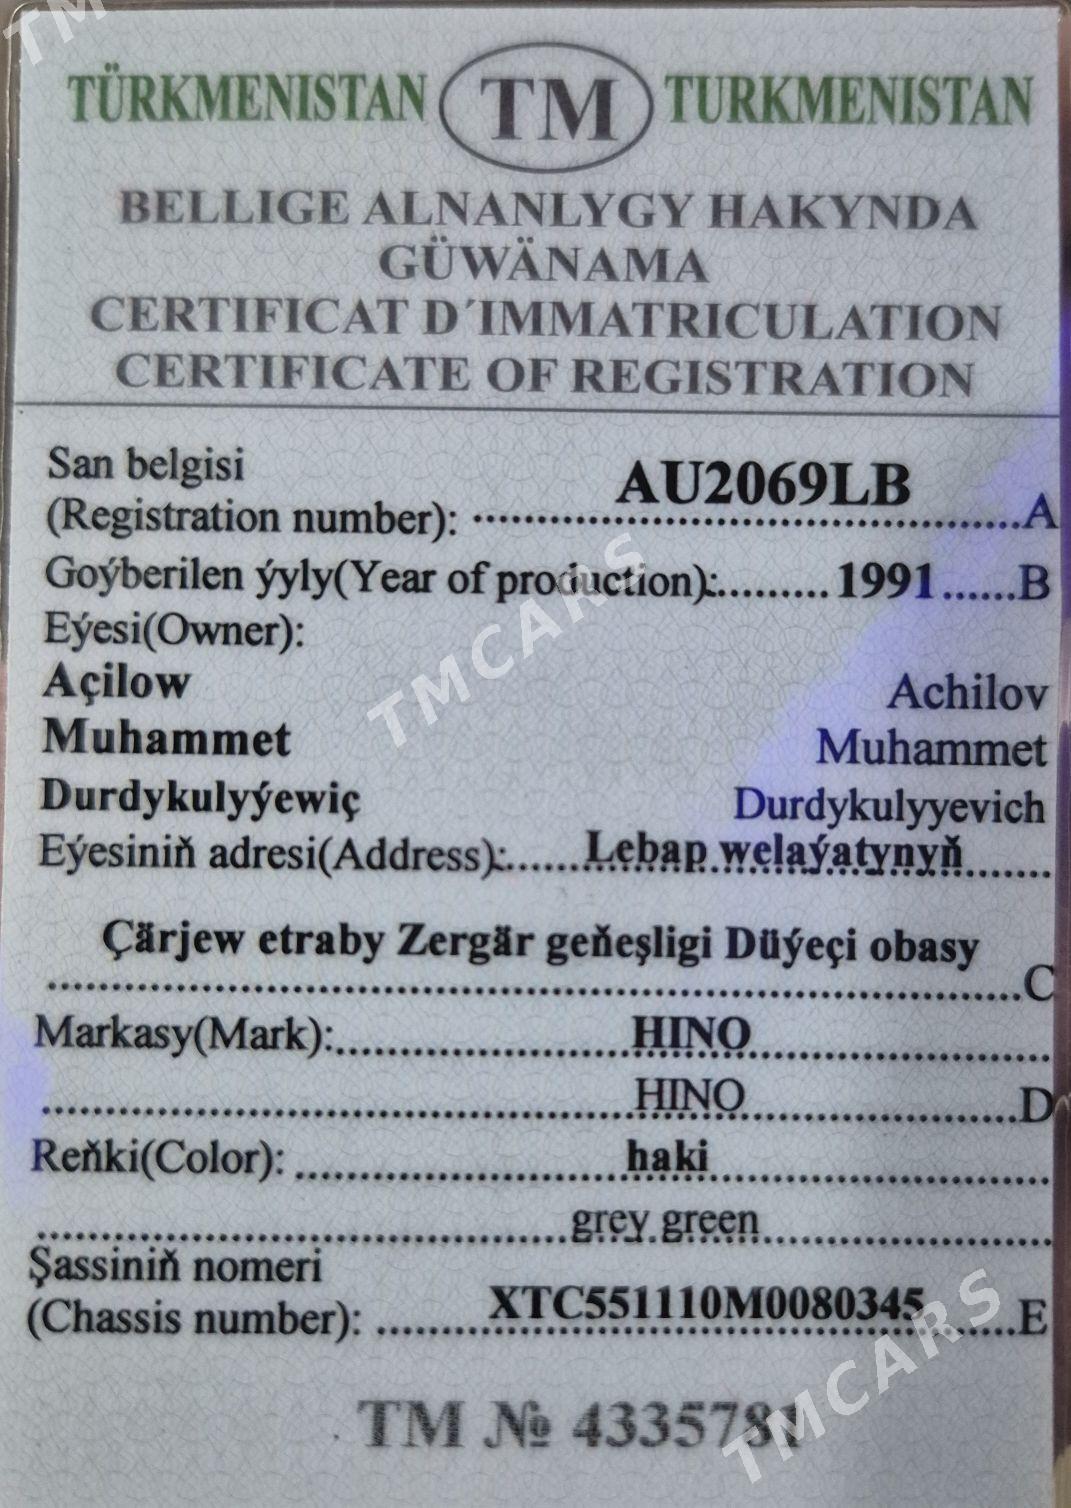 TÜRKMENISTAN TM TURKMENISTAN
BELLIGE ALNANLYGY HAKYNDA
GÜWÄNAMA
CERTIFICAT D´IMMATRICULATION
CERTIFICATE OF REGISTRATION
San belgisi
(Registration number): AU2069LB A
Goýberilen ýyly(Year of production): 1991 B
Eýesi(Owner):
Açilow Achilov
Muhammet Muhammet
Durdykulyýewiç Durdykulyyevich
Eýesiniň adresi(Address): Lebap welaýatynyň
Çärjew etraby Zergär geňeşligi Düýeçi obasy
C
Markasy(Mark): HINO
HINO D
Reňki(Color): haki
grey green
Şassiniň nomeri
(Chassis number): XTC551110M0080345 E
TM № 4335781
TMCARS
TMCARS
TM